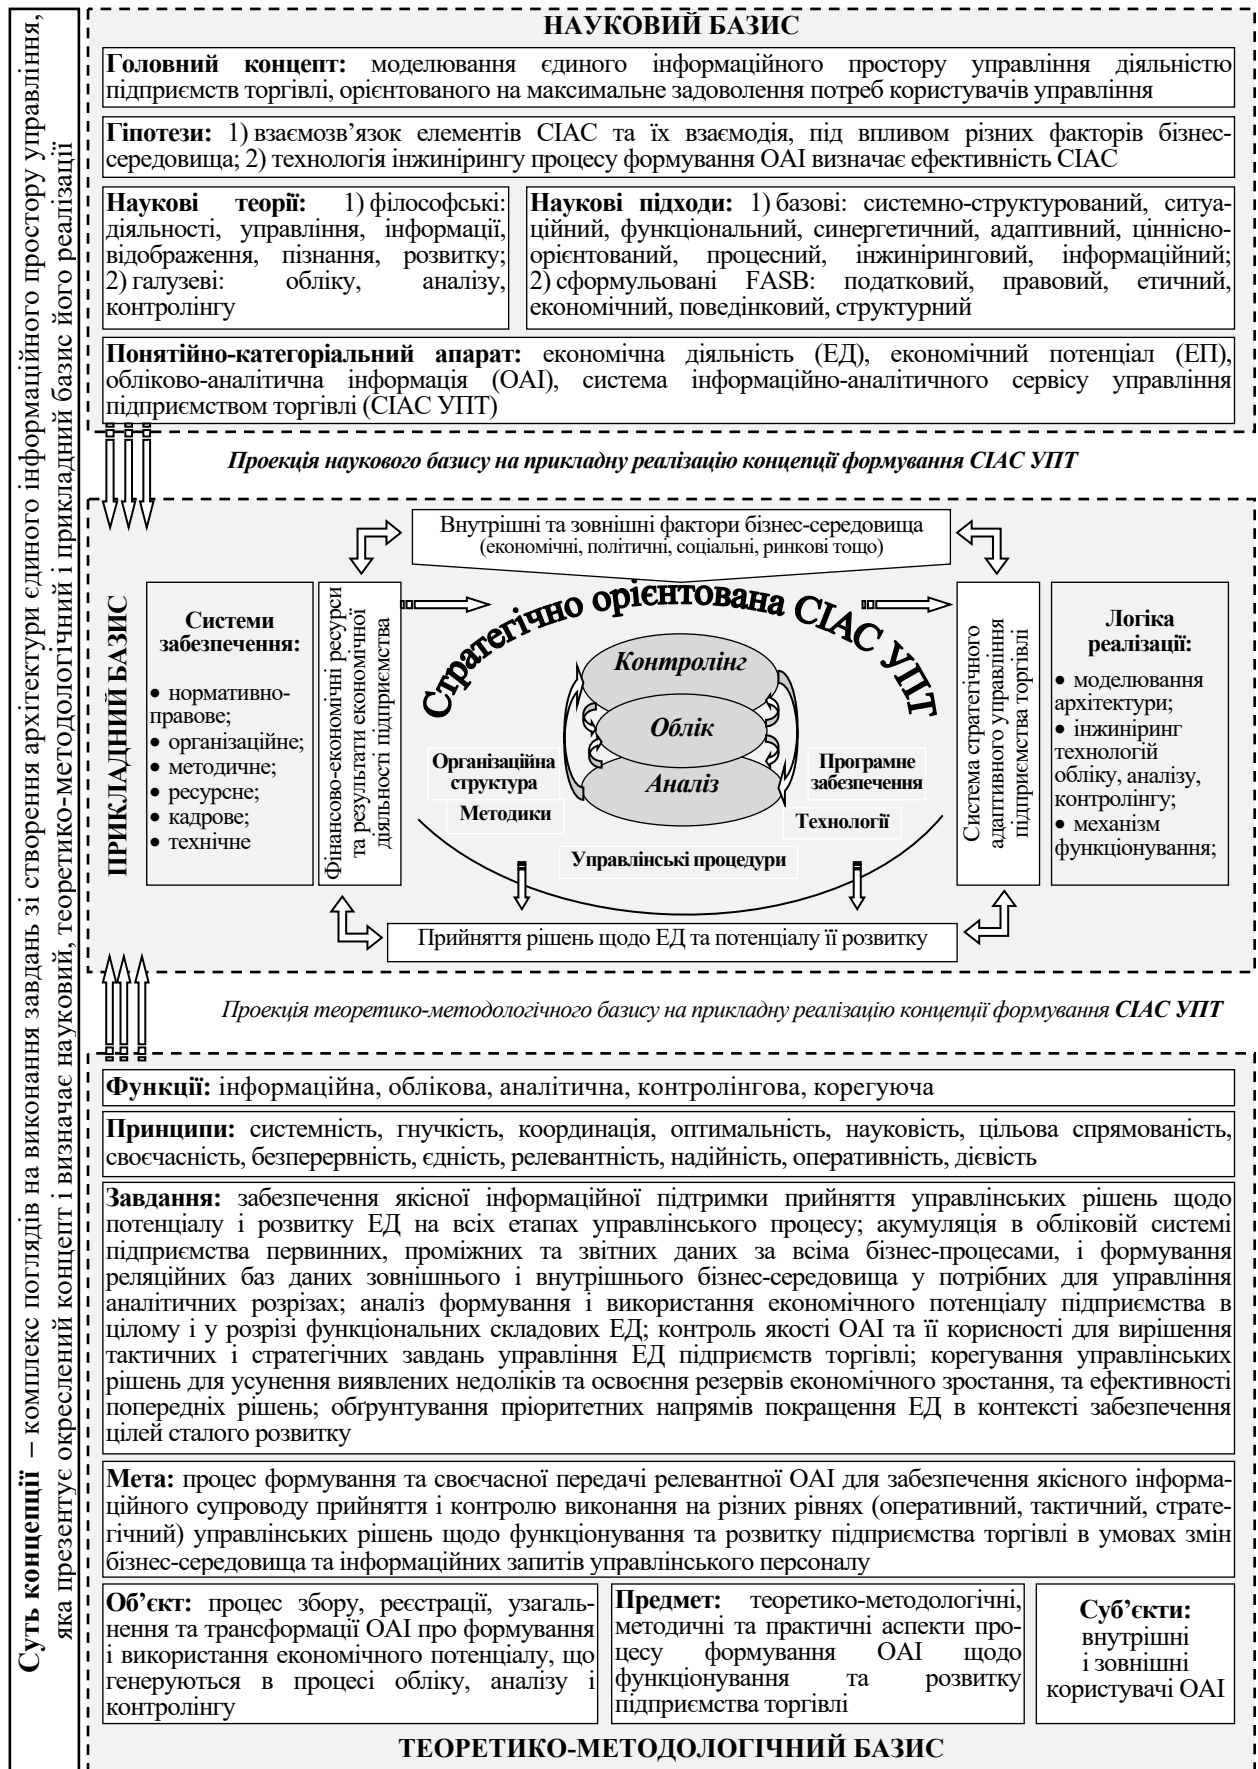 Суть концепції – комплекс поглядів на виконання завдань зі створення архітектури єдиного інформаційного простору управління,
яка презентує окреслений концепт і визначає науковий, теоретико-методологічний і прикладний базис його реалізації
НАУКОВИЙ БАЗИС
Головний концепт: моделювання єдиного інформаційного простору управління діяльністю
підприємств торгівлі, орієнтованого на максимальне задоволення потреб користувачів управління
Гіпотези: 1) взаємозв’язок елементів СІАС та їх взаємодія, під впливом різних факторів бізнес-
середовища; 2) технологія інжинірингу процесу формування ОАІ визначає ефективність СІАС
Наукові теорії: 1) філософські:
діяльності, управління, інформації,
відображення, пізнання, розвитку;
2) галузеві: обліку, аналізу,
контролінгу
Наукові підходи: 1) базові: системно-структурований, ситуа-
ційний, функціональний, синергетичний, адаптивний, ціннісно-
орієнтований, процесний, інжиніринговий, інформаційний;
2) сформульовані FASB: податковий, правовий, етичний,
економічний, поведінковий, структурний
Понятійно-категоріальний апарат: економічна діяльність (ЕД), економічний потенціал (ЕП),
обліково-аналітична інформація (ОАІ), система інформаційно-аналітичного сервісу управління
підприємством торгівлі (СІАС УПТ)
Проекція наукового базису на прикладну реалізацію концепції формування СІАС УПТ
ПРИКЛАДНИЙ БАЗИС
Внутрішні та зовнішні фактори бізнес-середовища
(економічні, політичні, соціальні, ринкові тощо)
Системи
забезпечення:
• нормативно-
правове;
• організаційне;
• методичне;
• ресурсне;
• кадрове;
• технічне
Фінансово-економічні ресурси
та результати економічної
діяльності підприємства
Стратегічно орієнтована СІАС УПТ
Контролінг
Облік
Аналіз
Організаційна
структура
Методики
Програмне
забезпечення
Технології
Управлінські процедури
Система стратегічного
адаптивного управління
підприємства торгівлі
Логіка
реалізації:
• моделювання
архітектури;
• інжиніринг
технологій
обліку, аналізу,
контролінгу;
• механізм
функціонування;
Прийняття рішень щодо ЕД та потенціалу її розвитку
Проекція теоретико-методологічного базису на прикладну реалізацію концепції формування СІАС УПТ
Функції: інформаційна, облікова, аналітична, контролінгова, корегуюча
Принципи: системність, гнучкість, координація, оптимальність, науковість, цільова спрямованість,
своєчасність, безперервність, єдність, релевантність, надійність, оперативність, дієвість
Завдання: забезпечення якісної інформаційної підтримки прийняття управлінських рішень щодо
потенціалу і розвитку ЕД на всіх етапах управлінського процесу; акумуляція в обліковій системі
підприємства первинних, проміжних та звітних даних за всіма бізнес-процесами, і формування
реляційних баз даних зовнішнього і внутрішнього бізнес-середовища у потрібних для управління
аналітичних розрізах; аналіз формування і використання економічного потенціалу підприємства в
цілому і у розрізі функціональних складових ЕД; контроль якості ОАІ та її корисності для вирішення
тактичних і стратегічних завдань управління ЕД підприємств торгівлі; корегування управлінських
рішень для усунення виявлених недоліків та освоєння резервів економічного зростання, та ефективності
попередніх рішень; обґрунтування пріоритетних напрямів покращення ЕД в контексті забезпечення
цілей сталого розвитку
Мета: процес формування та своєчасної передачі релевантної ОАІ для забезпечення якісного інформа-
ційного супроводу прийняття і контролю виконання на різних рівнях (оперативний, тактичний, страте-
гічний) управлінських рішень щодо функціонування та розвитку підприємства торгівлі в умовах змін
бізнес-середовища та інформаційних запитів управлінського персоналу
Об’єкт: процес збору, реєстрації, узагаль-
нення та трансформації ОАІ про формування
і використання економічного потенціалу, що
генеруються в процесі обліку, аналізу і
контролінгу
Предмет: теоретико-методологічні,
методичні та практичні аспекти про-
цесу формування ОАІ щодо
функціонування та розвитку
підприємства торгівлі
Суб’єкти:
внутрішні
і зовнішні
користувачі ОАІ
ТЕОРЕТИКО-МЕТОДОЛОГІЧНИЙ БАЗИС